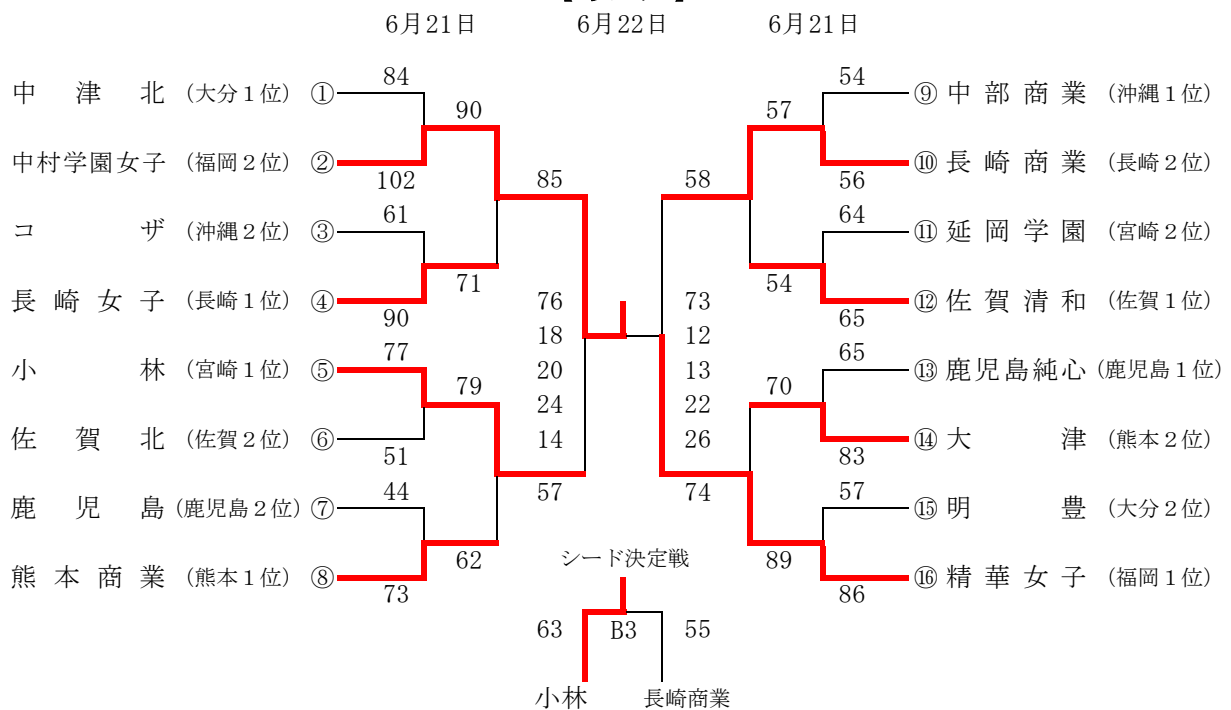 6月21日 6月22日 6月21日
84 54
中津北 (大分1位) ① ⑨ 中部商業 (沖縄1位)
90 57
中村学園女子 (福岡2位) ② ⑩ 長崎商業 (長崎2位)
102 85 58 56
61 64
コザ (沖縄2位) ③ ⑪ 延岡学園 (宮崎2位)
71 54
長崎女子 (長崎1位) ④ 76 73 ⑫ 佐賀清和 (佐賀1位)
90 65
18 12
77 65
小林 (宮崎1位) ⑤ 20 13 ⑬ 鹿児島純心 (鹿児島1位)
79 70
24 22
佐賀北 (佐賀2位) ⑥ 14 26 ⑭ 大津 (熊本2位)
51 83
44 57 74 57
鹿児島 (鹿児島2位) ⑦ ⑮ 明豊 (大分2位)
62 シード決定戦 89
熊本商業 (熊本1位) ⑧ ⑯ 精華女子 (福岡1位)
73 86
63 B3 55
小林 長崎商業